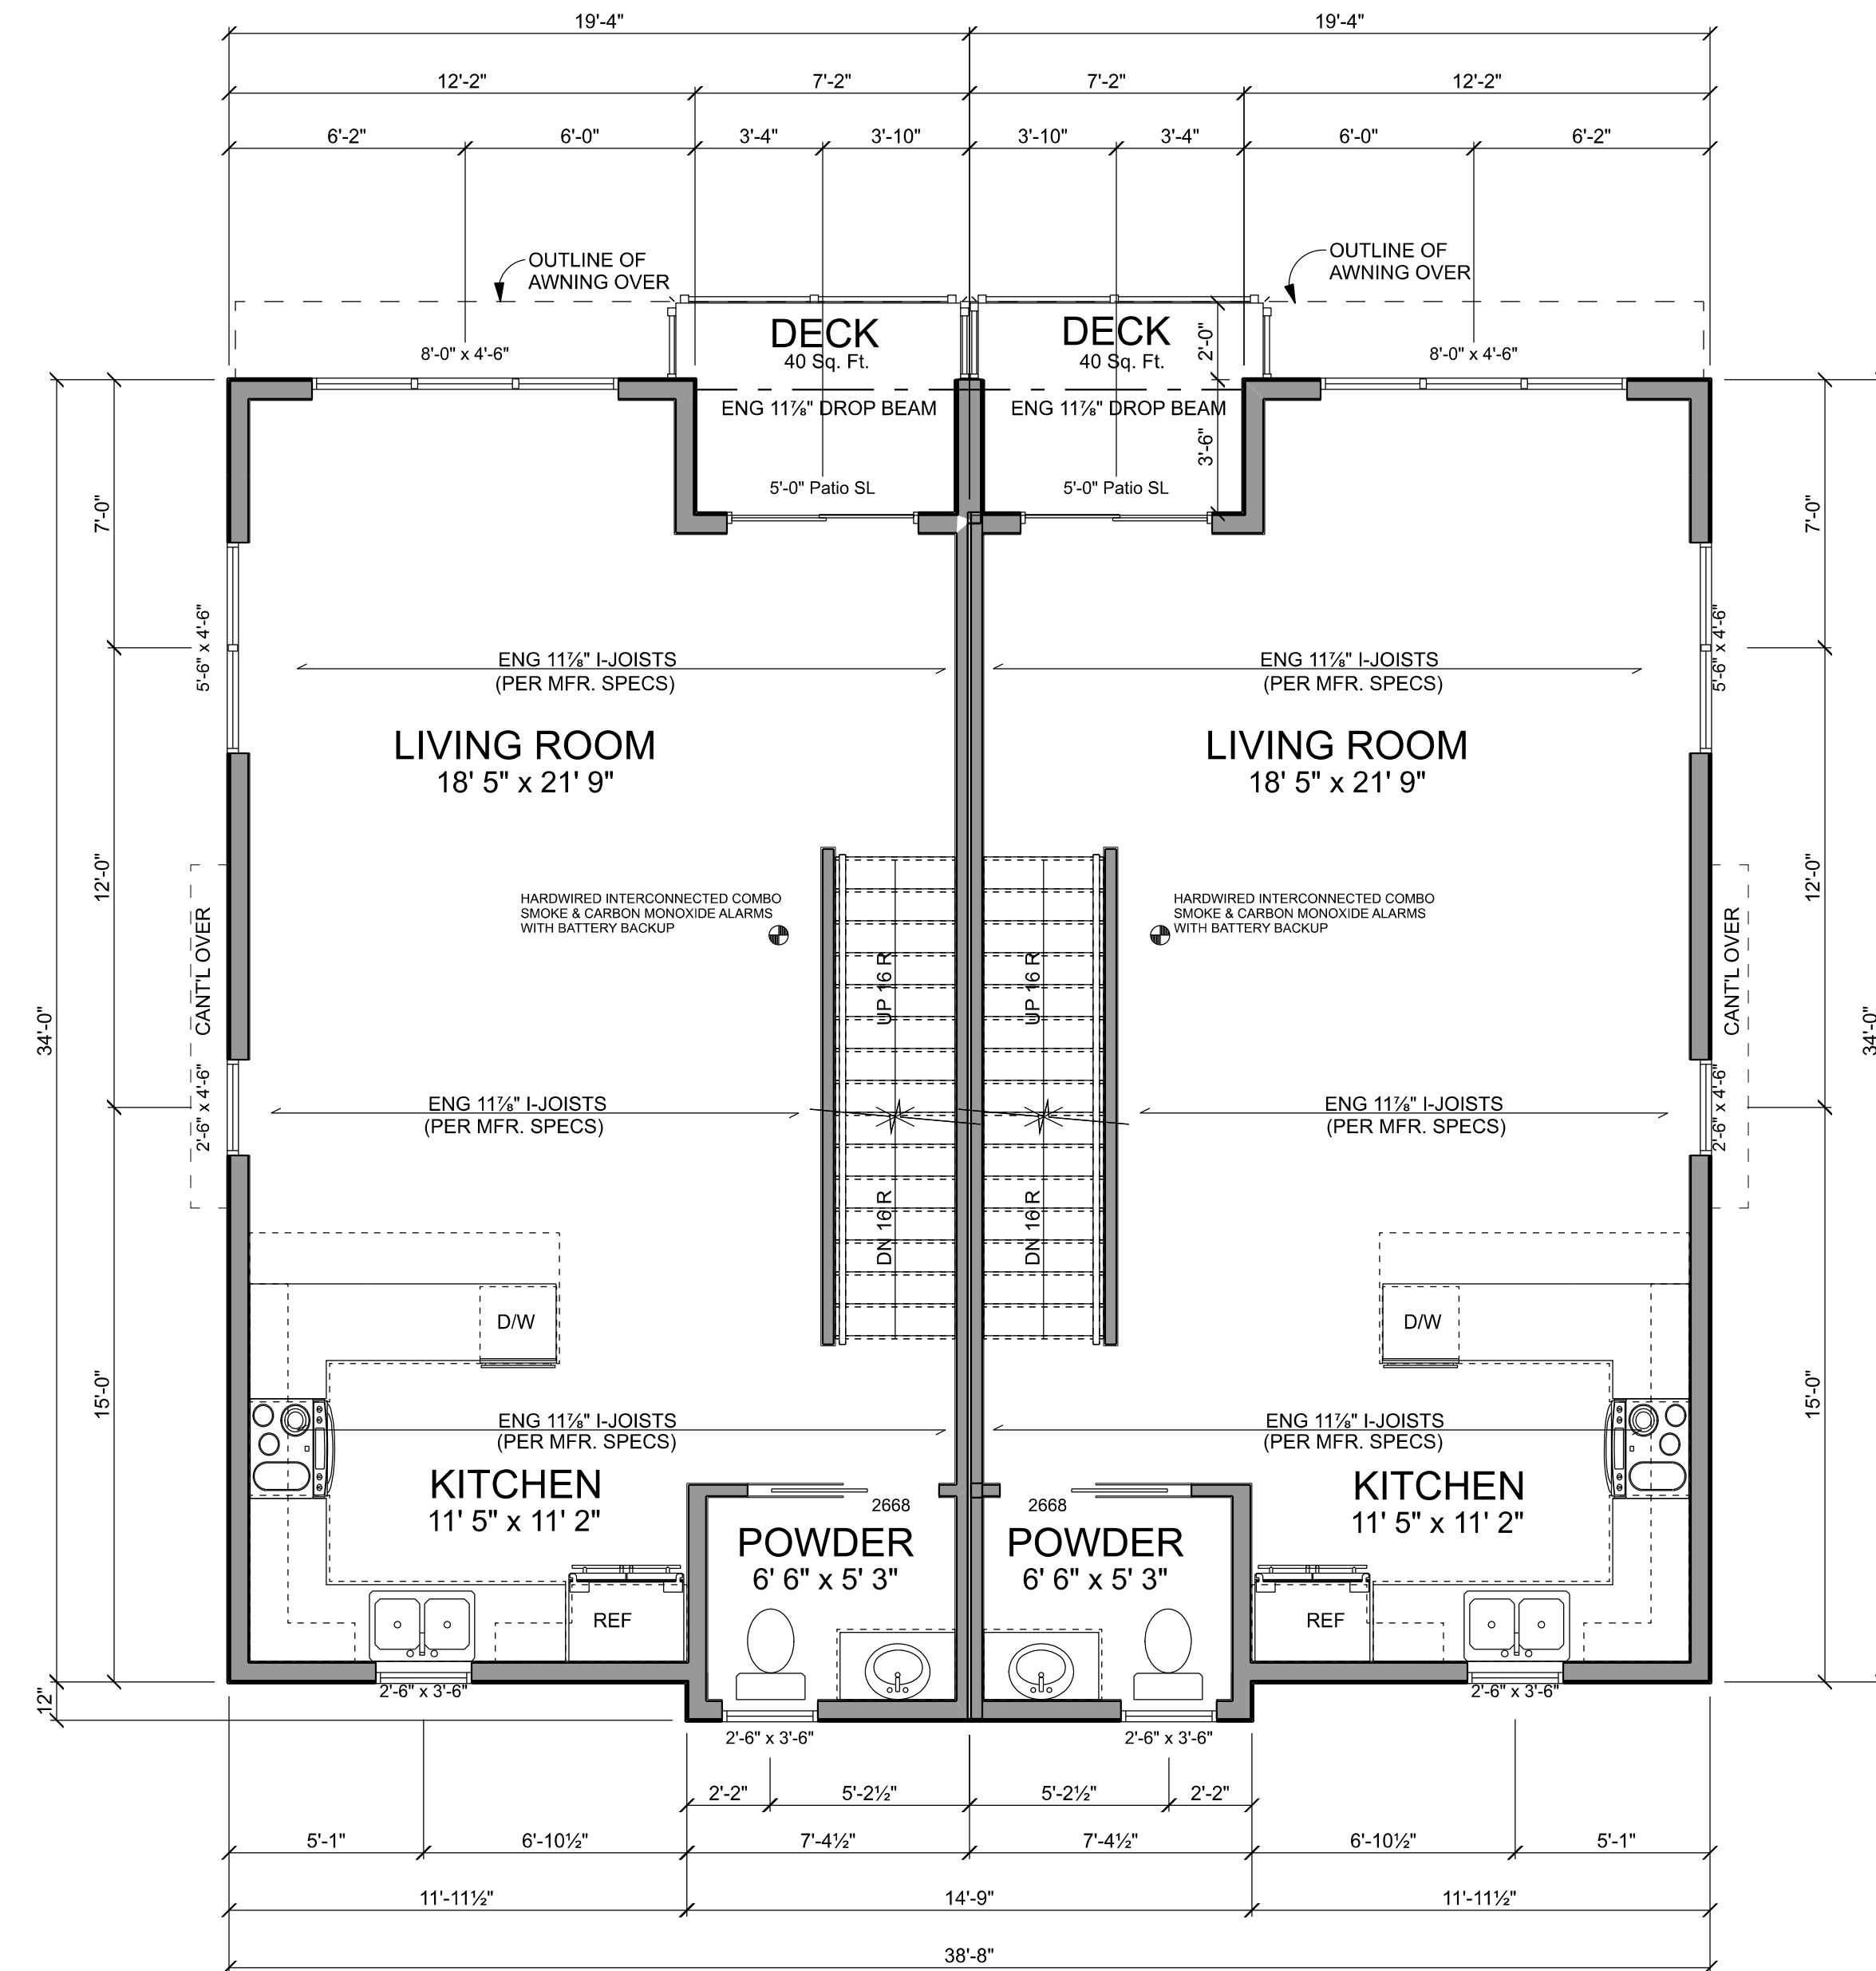 19'-4" 19'-4"
12'-2" 7'-2" 7'-2" 12'-2"
6'-2" 6'-0" 3'-4" 3'-10" 3'-10" 3'-4" 6'-0" 6'-2"
OUTLINE OF
AWNING OVER
OUTLINE OF
AWNING OVER
8'-0" x 4'-6"
DECK
40 Sq. Ft.
DECK
40 Sq. Ft.
2'-0"
8'-0" x 4'-6"
ENG 11⅞" DROP BEAM
ENG 11⅞" DROP BEAM
3'-6"
5'-0" Patio SL
5'-0" Patio SL
7'-0"
7'-0"
5'-6" x 4'-6"
5'-6" x 4'-6"
ENG 11⅞" I-JOISTS
(PER MFR. SPECS)
ENG 11⅞" I-JOISTS
(PER MFR. SPECS)
LIVING ROOM
18' 5" x 21' 9"
LIVING ROOM
18' 5" x 21' 9"
12'-0"
12'-0"
HARDWIRED INTERCONNECTED COMBO
SMOKE & CARBON MONOXIDE ALARMS
WITH BATTERY BACKUP
HARDWIRED INTERCONNECTED COMBO
SMOKE & CARBON MONOXIDE ALARMS
WITH BATTERY BACKUP
CANT'L OVER
CANT'L OVER
UP 16 R
UP 16 R
34'-0"
34'-0"
2'-6" x 4'-6"
2'-6" x 4'-6"
ENG 11⅞" I-JOISTS
(PER MFR. SPECS)
ENG 11⅞" I-JOISTS
(PER MFR. SPECS)
DN 16 R
DN 16 R
D/W
D/W
15'-0"
15'-0"
ENG 11⅞" I-JOISTS
(PER MFR. SPECS)
ENG 11⅞" I-JOISTS
(PER MFR. SPECS)
KITCHEN
11' 5" x 11' 2"
KITCHEN
11' 5" x 11' 2"
2668
2668
POWDER
6' 6" x 5' 3"
POWDER
6' 6" x 5' 3"
REF
REF
12"
2'-6" x 3'-6"
2'-6" x 3'-6"
2'-6" x 3'-6"
2'-6" x 3'-6"
2'-2" 5'-2½" 5'-2½" 2'-2"
5'-1" 6'-10½" 7'-4½" 7'-4½" 6'-10½" 5'-1"
11'-11½" 14'-9" 11'-11½"
38'-8"